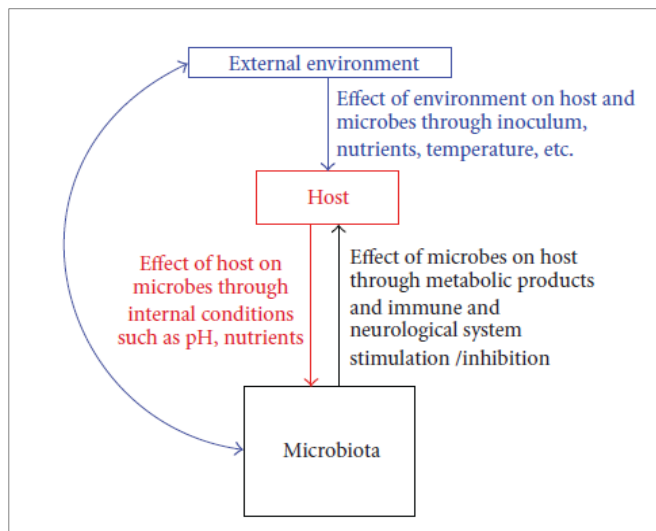 External environment
Effect of environment on host and
microbes through inoculum,
nutrients, temperature, etc.
Host
Effect of host on
microbes through
internal conditions
such as pH, nutrients
Effect of microbes on host
through metabolic products
and immune and
neurological system
stimulation /inhibition
Microbiota